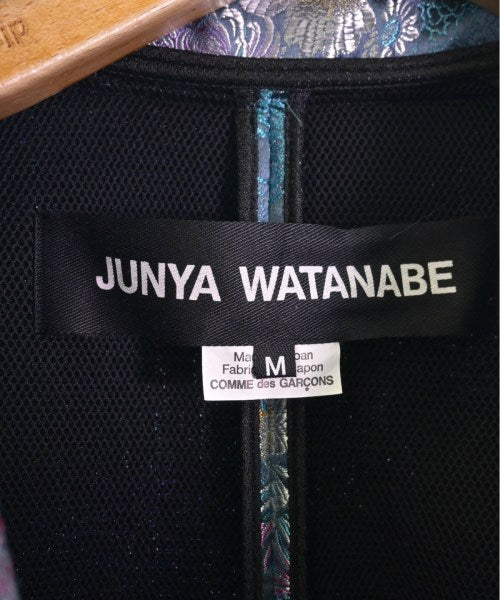 JUNYA WATANABE
M
Ma pan
Fabri apon
COMME des GARÇONS